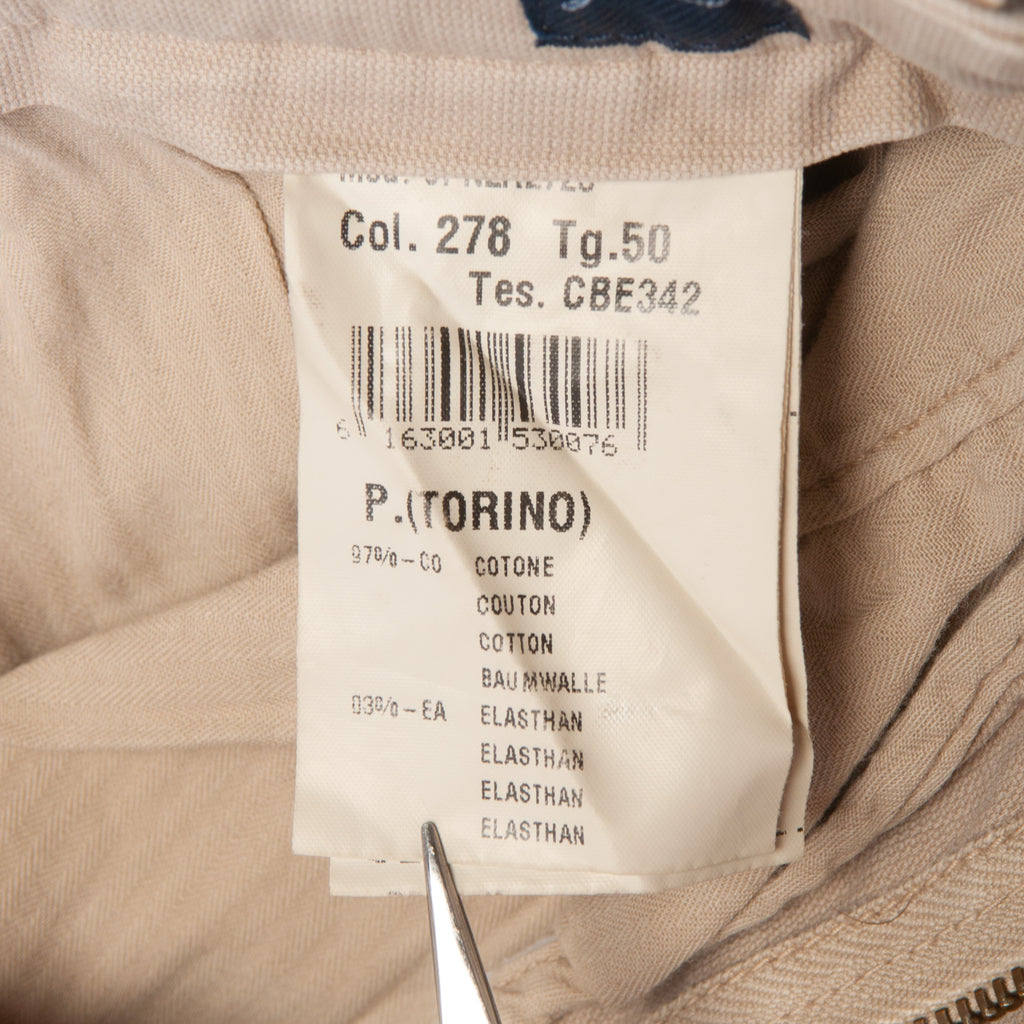 Col. 278 Tg.50
Tes. CBE342
6 163001 530076
P.(TORINO)
97%-CO COTONE
COUTON
COTTON
BAUMWALLE
03%-EA ELASTHAN
ELASTHAN
ELASTHAN
ELASTHAN